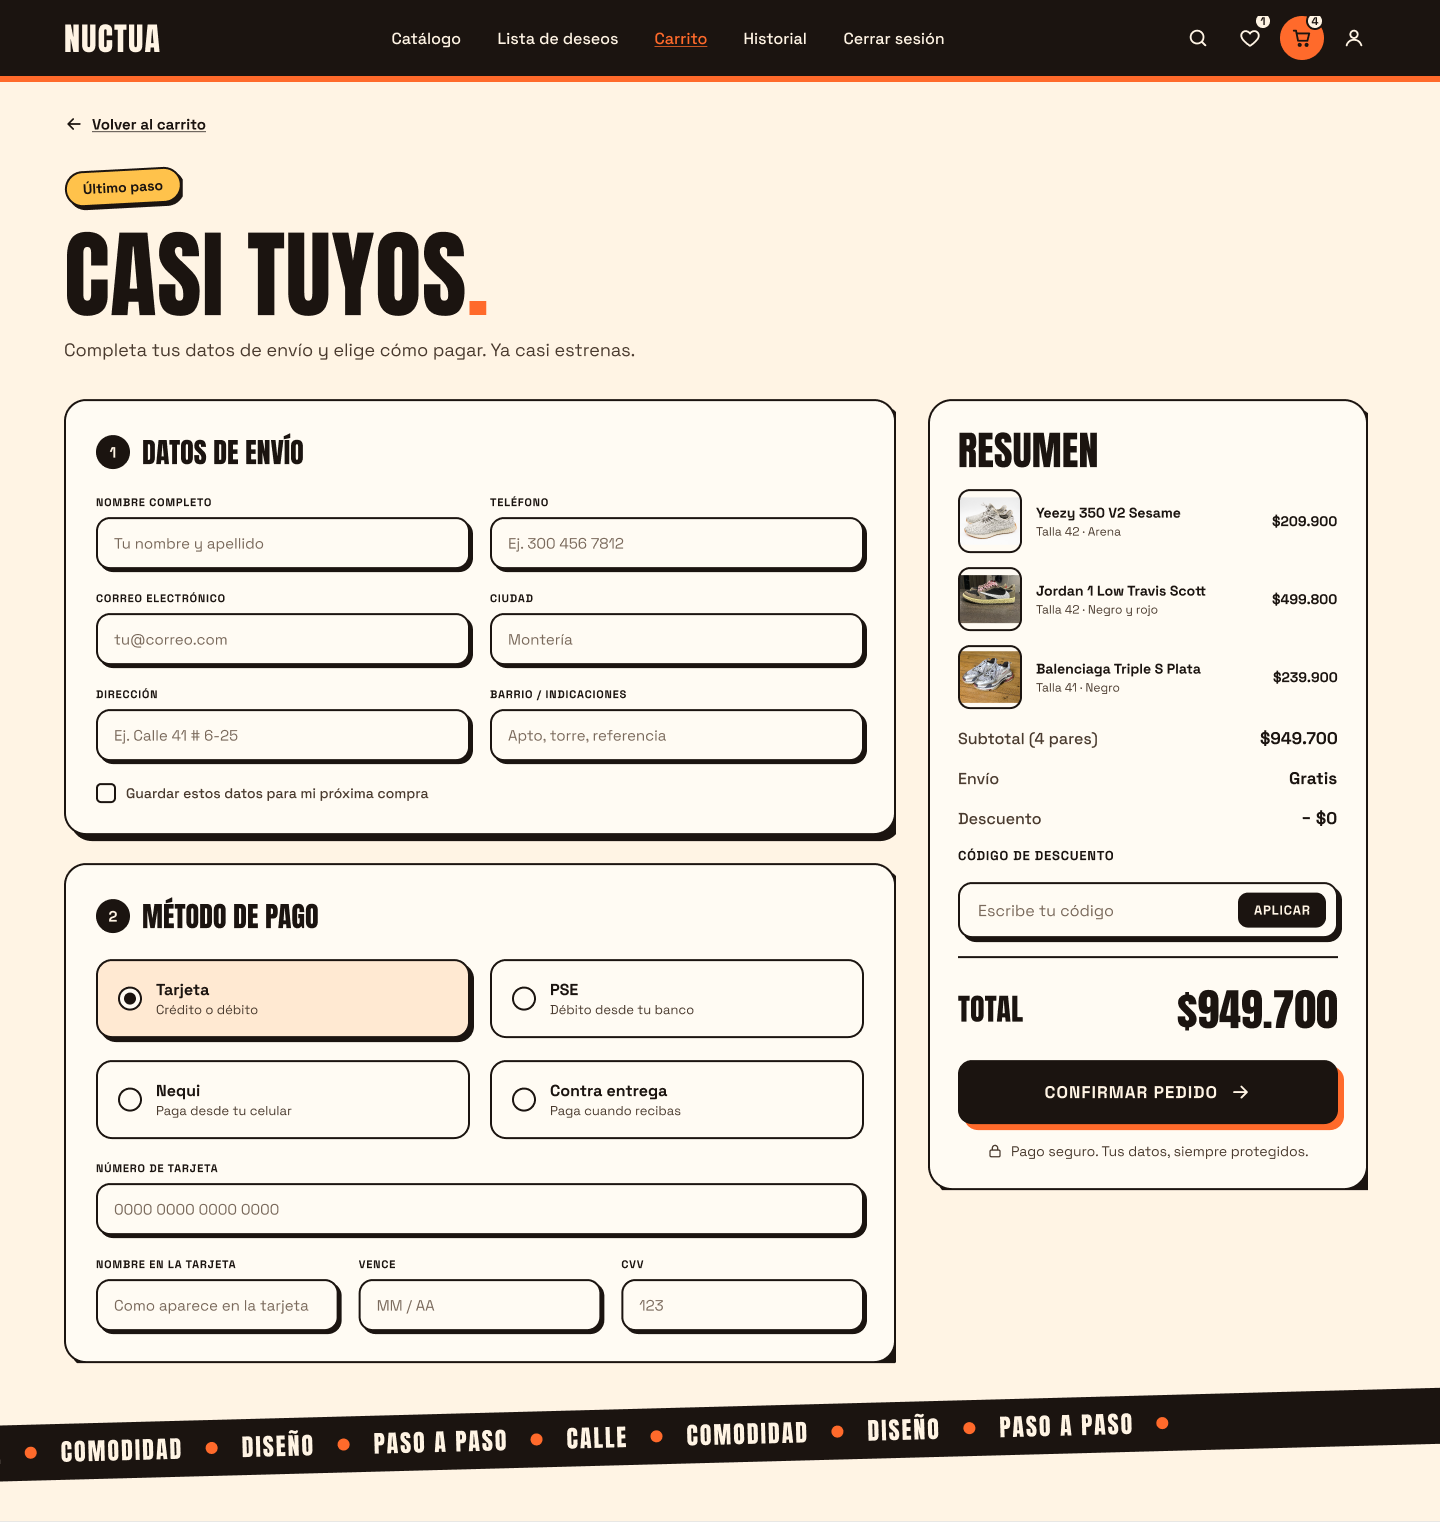 NUCTUA
Catálogo
Lista de deseos
Carrito
Historial
Cerrar sesión
1
4
Volver al carrito
Último paso
CASI TUYOS.
Completa tus datos de envío y elige cómo pagar. Ya casi estrenas.
1 DATOS DE ENVÍO
NOMBRE COMPLETO
Tu nombre y apellido
TELÉFONO
Ej. 300 456 7812
CORREO ELECTRÓNICO
tu@correo.com
CIUDAD
Montería
DIRECCIÓN
Ej. Calle 41 # 6-25
BARRIO / INDICACIONES
Apto, torre, referencia
Guardar estos datos para mi próxima compra
2 MÉTODO DE PAGO
Tarjeta
Crédito o débito
PSE
Débito desde tu banco
Nequi
Paga desde tu celular
Contra entrega
Paga cuando recibas
NÚMERO DE TARJETA
0000 0000 0000 0000
NOMBRE EN LA TARJETA
Como aparece en la tarjeta
VENCE
MM / AA
CVV
123
RESUMEN
Yeezy 350 V2 Sesame
Talla 42 · Arena
$209.900
Jordan 1 Low Travis Scott
Talla 42 · Negro y rojo
$499.800
Balenciaga Triple S Plata
Talla 41 · Negro
$239.900
Subtotal (4 pares) $949.700
Envío Gratis
Descuento - $0
CÓDIGO DE DESCUENTO
Escribe tu código APLICAR
TOTAL $949.700
CONFIRMAR PEDIDO →
Pago seguro. Tus datos, siempre protegidos.
COMODIDAD • DISEÑO • PASO A PASO • CALLE • COMODIDAD • DISEÑO • PASO A PASO •